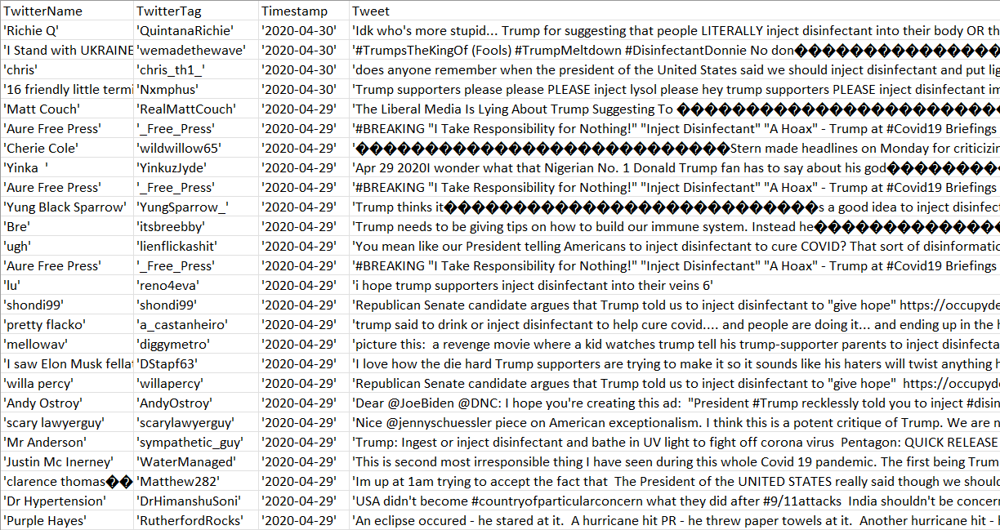 TwitterName TwitterTag Timestamp Tweet
'Richie Q' 'QuintanaRichie' '2020-04-30' 'Idk who's more stupid... Trump for suggesting that people LITERALLY inject disinfectant into their body OR th
'I Stand with UKRAINE 'wemadethewave' '2020-04-30' '#TrumpsTheKingOf (Fools) #TrumpMeltdown #DisinfectantDonnie No don�������������������
'chris' 'chris_th1_' '2020-04-30' 'does anyone remember when the president of the United States said we should inject disinfectant and put lig
'16 friendly little termi 'Nxmphus' '2020-04-30' 'Trump supporters please please PLEASE inject lysol please hey trump supporters PLEASE inject disinfectant in
'Matt Couch' 'RealMattCouch' '2020-04-29' 'The Liberal Media Is Lying About Trump Suggesting To �����������������������������
'Aure Free Press' '_Free_Press' '2020-04-29' '#BREAKING "I Take Responsibility for Nothing!" "Inject Disinfectant" "A Hoax" - Trump at #Covid19 Briefings
'Cherie Cole' 'wildwillow65' '2020-04-29' '���������������������������������Stern made headlines on Monday for criticizin
'Yinka ' 'YinkuzJyde' '2020-04-29' 'Apr 29 2020I wonder what that Nigerian No. 1 Donald Trump fan has to say about his god����������
'Aure Free Press' '_Free_Press' '2020-04-29' '#BREAKING "I Take Responsibility for Nothing!" "Inject Disinfectant" "A Hoax" - Trump at #Covid19 Briefings
'Yung Black Sparrow' 'YungSparrow_' '2020-04-29' 'Trump thinks it���������������������������������s a good idea to inject disinfect
'Bre' 'itsbreebby' '2020-04-29' 'Trump needs to be giving tips on how to build our immune system. Instead he�����������������
'ugh' 'lienflickashit' '2020-04-29' 'You mean like our President telling Americans to inject disinfectant to cure COVID? That sort of disinformatio
'Aure Free Press' '_Free_Press' '2020-04-29' '#BREAKING "I Take Responsibility for Nothing!" "Inject Disinfectant" "A Hoax" - Trump at #Covid19 Briefings
'lu' 'reno4eva' '2020-04-29' 'i hope trump supporters inject disinfectant into their veins 6'
'shondi99' 'shondi99' '2020-04-29' 'Republican Senate candidate argues that Trump told us to inject disinfectant to "give hope" https://occupyde
'pretty flacko' 'a_castanheiro' '2020-04-29' 'trump said to drink or inject disinfectant to help cure covid.... and people are doing it... and ending up in the h
'mellowav' 'diggymetro' '2020-04-29' 'picture this: a revenge movie where a kid watches trump tell his trump-supporter parents to inject disinfecta
'I saw Elon Musk fellat 'DStapf63' '2020-04-29' 'I love how the die hard Trump supporters are trying to make it so it sounds like his haters will twist anything h
'willa percy' 'willapercy' '2020-04-29' 'Republican Senate candidate argues that Trump told us to inject disinfectant to "give hope" https://occupyde
'Andy Ostroy' 'AndyOstroy' '2020-04-29' 'Dear @JoeBiden @DNC: I hope you're creating this ad: "President #Trump recklessly told you to inject #disin
'scary lawyerguy' 'scarylawyerguy' '2020-04-29' 'Nice @jennyschuessler piece on American exceptionalism. I think this is a potent critique of Trump. We are n
'Mr Anderson' 'sympathetic_guy' '2020-04-29' 'Trump: Ingest or inject disinfectant and bathe in UV light to fight off corona virus Pentagon: QUICK RELEASE
'Justin Mc Inerney' 'WaterManaged' '2020-04-29' 'This is second most irresponsible thing I have seen during this whole Covid 19 pandemic. The first being Trum
'clarence thomas�� 'Matthew282' '2020-04-29' 'Im up at 1am trying to accept the fact that The President of the UNITED STATES really said though we shoul
'Dr Hypertension' 'DrHimanshuSoni' '2020-04-29' 'USA didn't become #countryofparticularconcern what they did after #9/11attacks India shouldn't be concern
'Purple Hayes' 'RutherfordRocks' '2020-04-29' 'An eclipse occured - he stared at it. A hurricane hit PR - he threw paper towels at it. Another hurricane hit - h